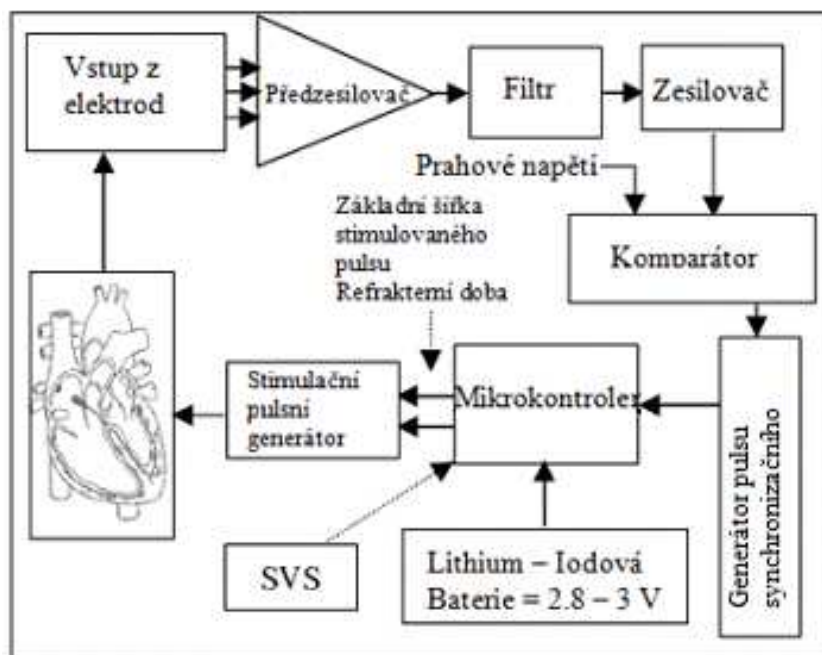 Vstup z
elektrod
Předzesilovač
Filtr
Zesilovač
Prahové napětí
Základní šířka
stimulovaného
pulsu
Refrakterní doba
Komparátor
Stimulační
pulsní
generátor
Mikrokontroler
Generátor pulsu
synchronizačního
SVS
Lithium – Iodová
Baterie = 2.8 – 3 V